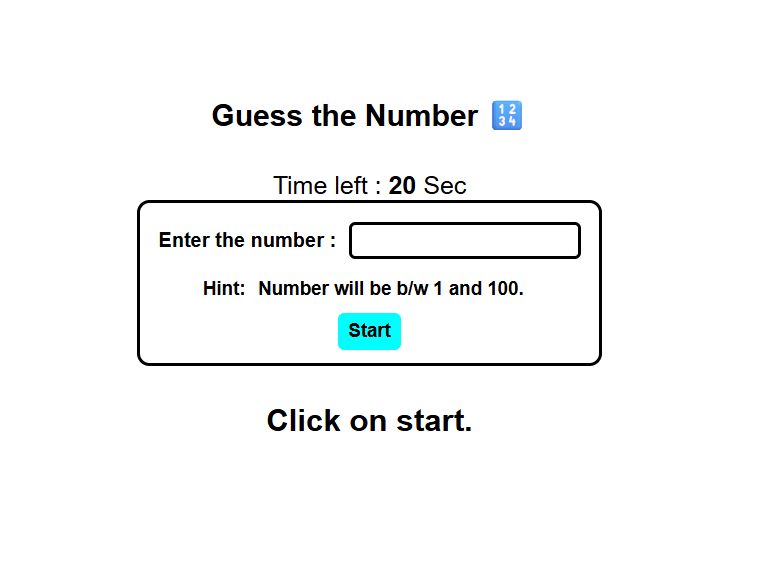 Guess the Number 🔢
Time left : 20 Sec
Enter the number :
Hint: Number will be b/w 1 and 100.
Start
Click on start.